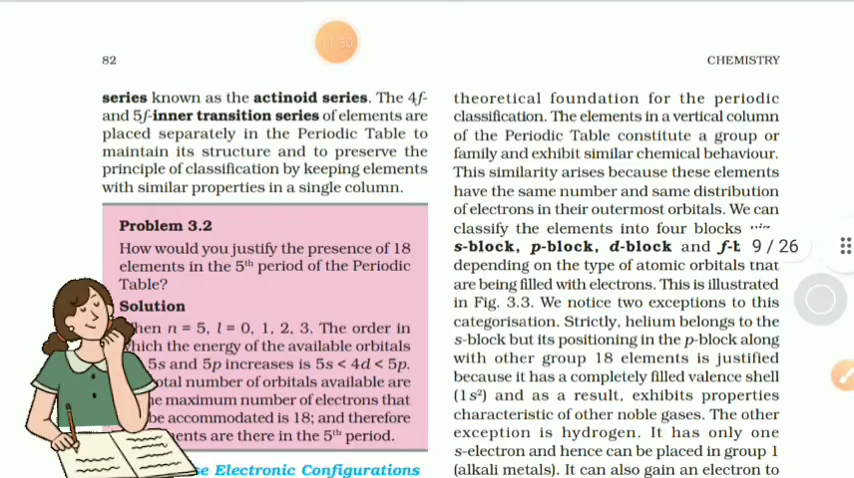 11:50
82
CHEMISTRY
series known as the actinoid series. The 4f-
and 5f-inner transition series of elements are
placed separately in the Periodic Table to
maintain its structure and to preserve the
principle of classification by keeping elements
with similar properties in a single column.
Problem 3.2
How would you justify the presence of 18
elements in the 5th period of the Periodic
Table?
Solution
hen n = 5, l = 0, 1, 2, 3. The order in
hich the energy of the available orbitals
5s and 5p increases is 5s < 4d < 5p.
otal number of orbitals available are
e maximum number of electrons that
be accommodated is 18; and therefore
ents are there in the 5th period.
se Electronic Configurations
theoretical foundation for the periodic
classification. The elements in a vertical column
of the Periodic Table constitute a group or
family and exhibit similar chemical behaviour.
This similarity arises because these elements
have the same number and same distribution
of electrons in their outermost orbitals. We can
classify the elements into four blocks
s-block, p-block, d-block and f-b
9 / 26
depending on the type of atomic orbitals that
are being filled with electrons. This is illustrated
in Fig. 3.3. We notice two exceptions to this
categorisation. Strictly, helium belongs to the
s-block but its positioning in the p-block along
with other group 18 elements is justified
because it has a completely filled valence shell
(1s²) and as a result, exhibits properties
characteristic of other noble gases. The other
exception is hydrogen. It has only one
s-electron and hence can be placed in group 1
(alkali metals). It can also gain an electron to